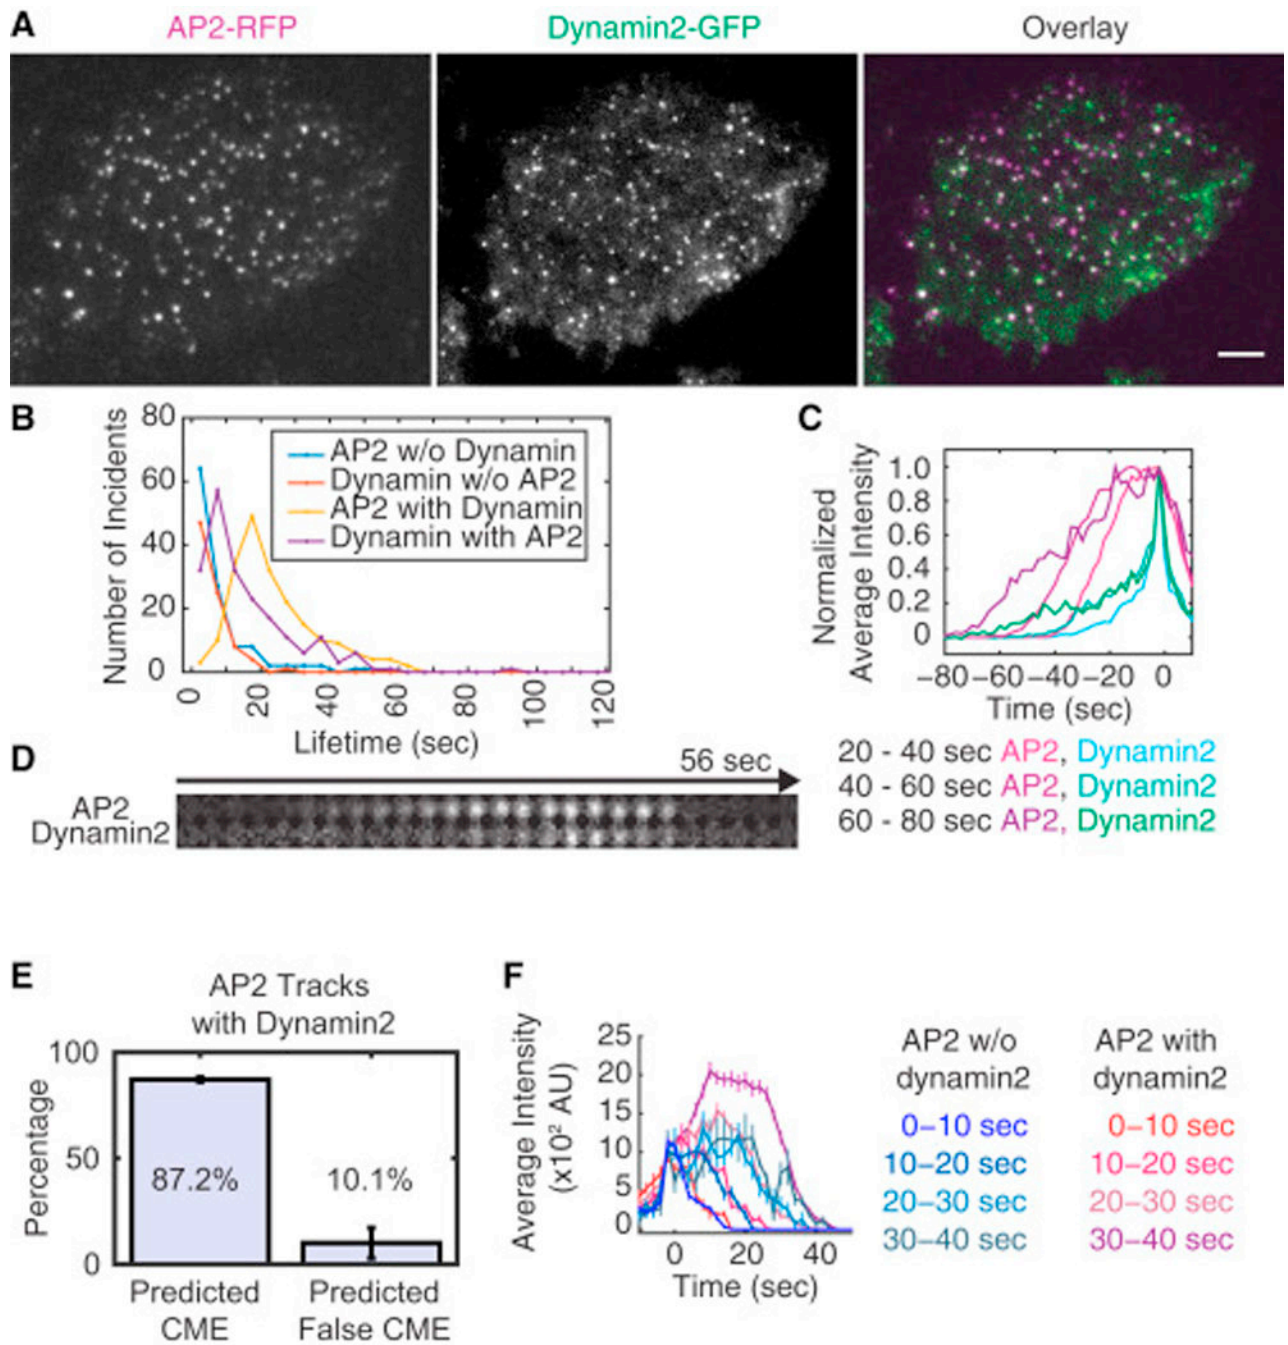 A
AP2-RFP
Dynamin2-GFP
Overlay
B
Number of Incidents
80
60
40
20
0
AP2 w/o Dynamin
Dynamin w/o AP2
AP2 with Dynamin
Dynamin with AP2
0 20 40 60 80 100 120
Lifetime (sec)
C
Normalized
Average Intensity
1.0
0.8
0.6
0.4
0.2
0
−80 −60 −40 −20 0
Time (sec)
20 - 40 sec AP2, Dynamin2
40 - 60 sec AP2, Dynamin2
60 - 80 sec AP2, Dynamin2
D
56 sec
AP2
Dynamin2
E
AP2 Tracks
with Dynamin2
Percentage
100
50
0
87.2%
10.1%
Predicted
CME
Predicted
False CME
F
Average Intensity
(x10² AU)
25
20
15
10
5
0
0 20 40
Time (sec)
AP2 w/o
dynamin2
0–10 sec
10–20 sec
20–30 sec
30–40 sec
AP2 with
dynamin2
0–10 sec
10–20 sec
20–30 sec
30–40 sec